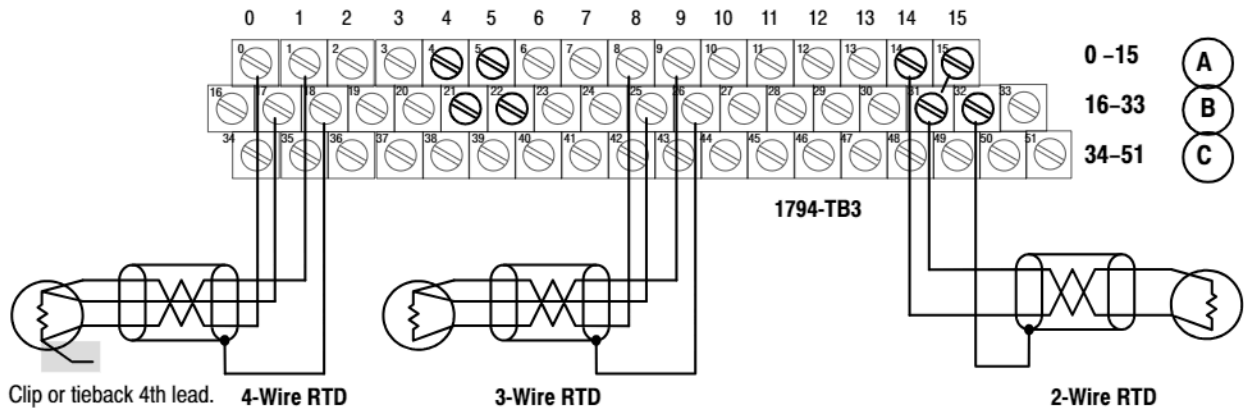 0 1 2 3 4 5 6 7 8 9 10 11 12 13 14 15
0 1 2 3 4 5 6 7 8 9 10 11 12 13 14 15 0 –15 A
16 17 18 19 20 21 22 23 24 25 26 27 28 29 30 31 32 33 16–33 B
34 35 36 37 38 39 40 41 42 43 44 45 46 47 48 49 50 51 34–51 C
1794-TB3
Clip or tieback 4th lead. 4-Wire RTD 3-Wire RTD 2-Wire RTD